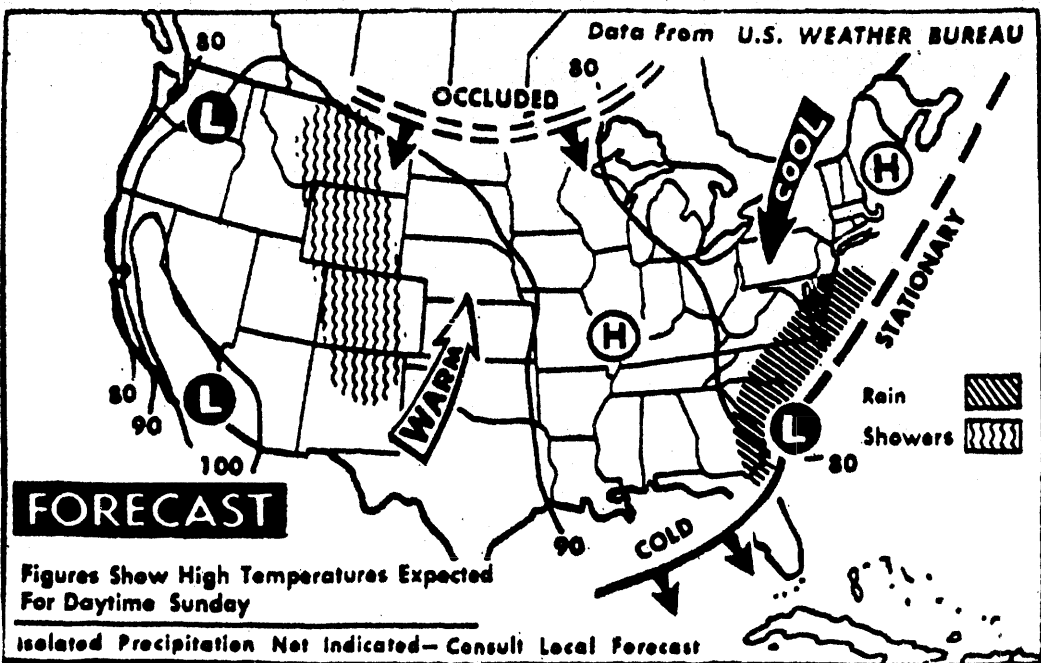 Data From U.S. WEATHER BUREAU
80
80
OCCLUDED
L
COOL
H
STATIONARY
H
WARM
80
L
90
100
L
80
Rain
Showers
FORECAST
COLD
90
Figures Show High Temperatures Expected
For Daytime Sunday
Isolated Precipitation Not Indicated— Consult Local Forecast